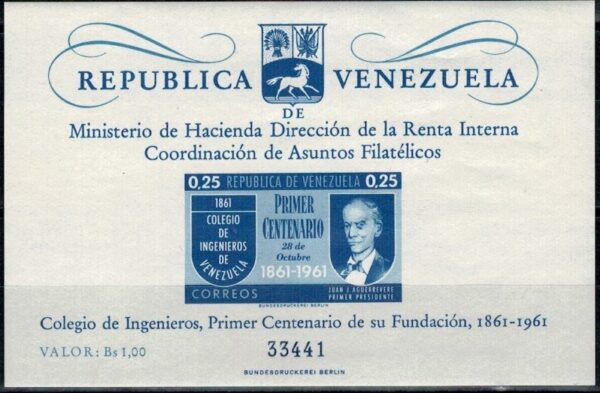 REPUBLICA DE VENEZUELA
Ministerio de Hacienda Dirección de la Renta Interna
Coordinación de Asuntos Filatélicos
0,25 REPUBLICA DE VENEZUELA 0,25
1861
COLEGIO
DE
INGENIEROS
DE
VENEZUELA
PRIMER
CENTENARIO
28 de
Octubre
1861-1961
CORREOS
JUAN J AGUERREVERE
PRIMER PRESIDENTE
BUNDESDRUCKEREI BERLIN
Colegio de Ingenieros, Primer Centenario de su Fundación, 1861-1961
VALOR: Bs 1,00
33441
BUNDESDRUCKEREI BERLIN